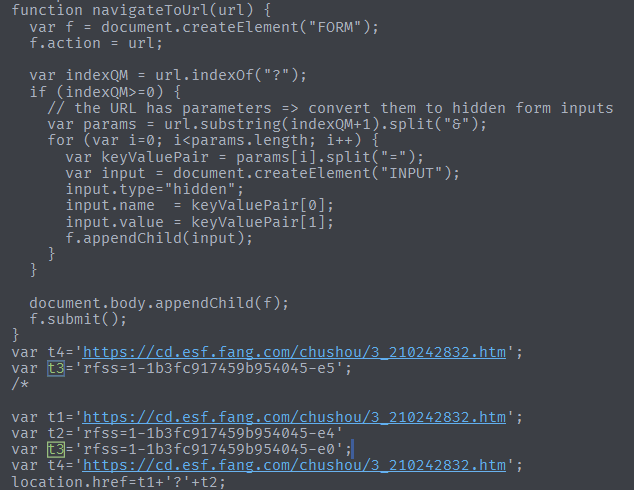 function navigateToUrl(url) {
  var f = document.createElement("FORM");
  f.action = url;

  var indexQM = url.indexOf("?");
  if (indexQM>=0) {
    // the URL has parameters => convert them to hidden form inputs
    var params = url.substring(indexQM+1).split("&");
    for (var i=0; i<params.length; i++) {
      var keyValuePair = params[i].split("=");
      var input = document.createElement("INPUT");
      input.type="hidden";
      input.name  = keyValuePair[0];
      input.value = keyValuePair[1];
      f.appendChild(input);
    }
  }

  document.body.appendChild(f);
  f.submit();
}
var t4='https://cd.esf.fang.com/chushou/3_210242832.htm';
var t3='rfss=1-1b3fc917459b954045-e5';
/*

var t1='https://cd.esf.fang.com/chushou/3_210242832.htm';
var t2='rfss=1-1b3fc917459b954045-e4'
var t3='rfss=1-1b3fc917459b954045-e0';
var t4='https://cd.esf.fang.com/chushou/3_210242832.htm';
location.href=t1+'?'+t2;